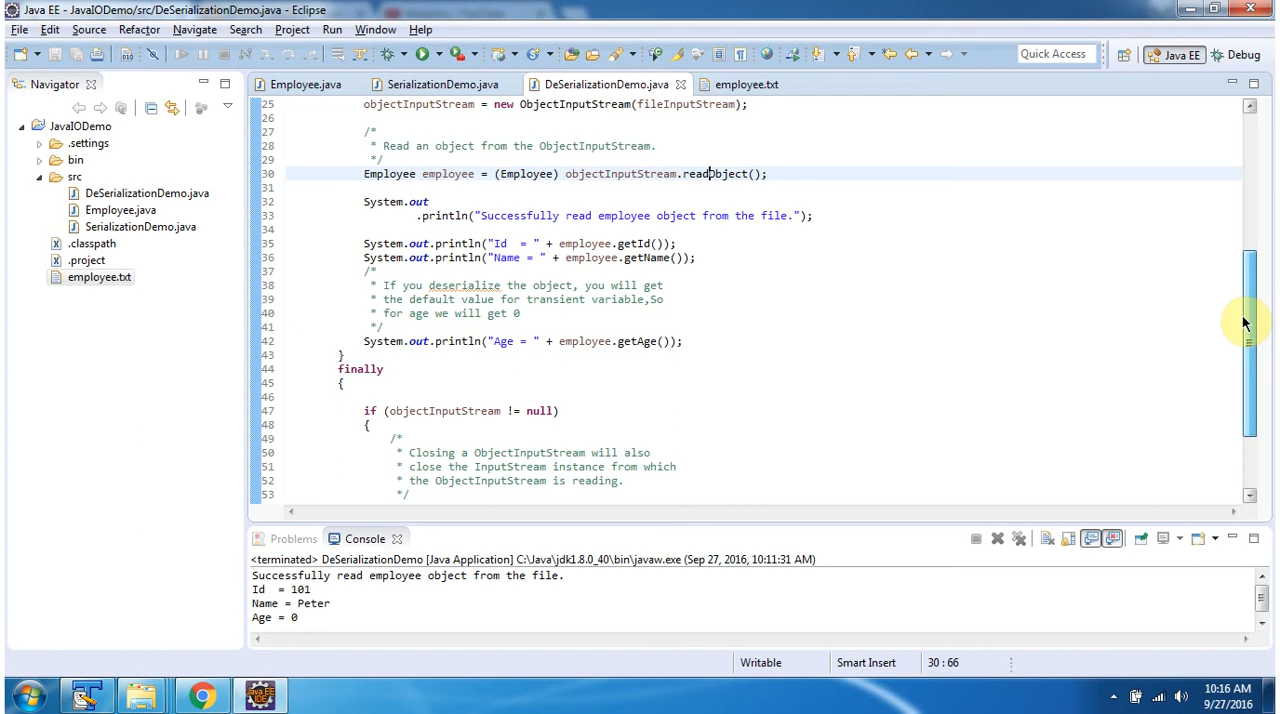 Java EE - JavaIODemo/src/DeSerializationDemo.java - Eclipse
File Edit Source Refactor Navigate Search Project Run Window Help
Quick Access
Java EE
Debug
Navigator
Employee.java
SerializationDemo.java
DeSerializationDemo.java
employee.txt
JavaIODemo
.settings
bin
src
DeSerializationDemo.java
Employee.java
SerializationDemo.java
.classpath
.project
employee.txt
25 objectInputStream = new ObjectInputStream(fileInputStream);
26
27 /*
28 * Read an object from the ObjectInputStream.
29 */
30 Employee employee = (Employee) objectInputStream.readObject();
31
32 System.out
33 .println("Successfully read employee object from the file.");
34
35 System.out.println("Id  = " + employee.getId());
36 System.out.println("Name = " + employee.getName());
37 /*
38 * If you deserialize the object, you will get
39 * the default value for transient variable,So
40 * for age we will get 0
41 */
42 System.out.println("Age = " + employee.getAge());
43 }
44 finally
45 {
46
47 if (objectInputStream != null)
48 {
49 /*
50 * Closing a ObjectInputStream will also
51 * close the InputStream instance from which
52 * the ObjectInputStream is reading.
53 */
Problems
Console
<terminated> DeSerializationDemo [Java Application] C:\Java\jdk1.8.0_40\bin\javaw.exe (Sep 27, 2016, 10:11:31 AM)
Successfully read employee object from the file.
Id  = 101
Name = Peter
Age = 0
Writable
Smart Insert
30 : 66
Java EE
IDE
10:16 AM
9/27/2016